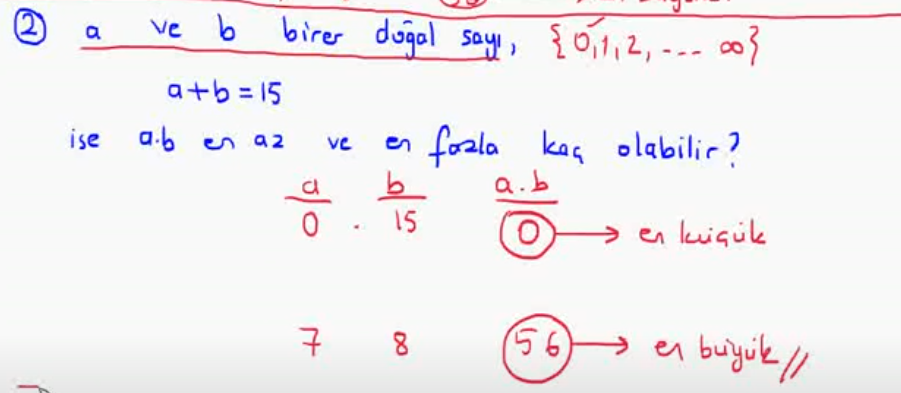 ② a ve b birer doğal sayı, {0,1,2, --- ∞}
a+b=15
ise a.b en az ve en fazla kaç olabilir?
a b a.b
0 . 15 0 → en küçük
7 8 56 → en büyük //